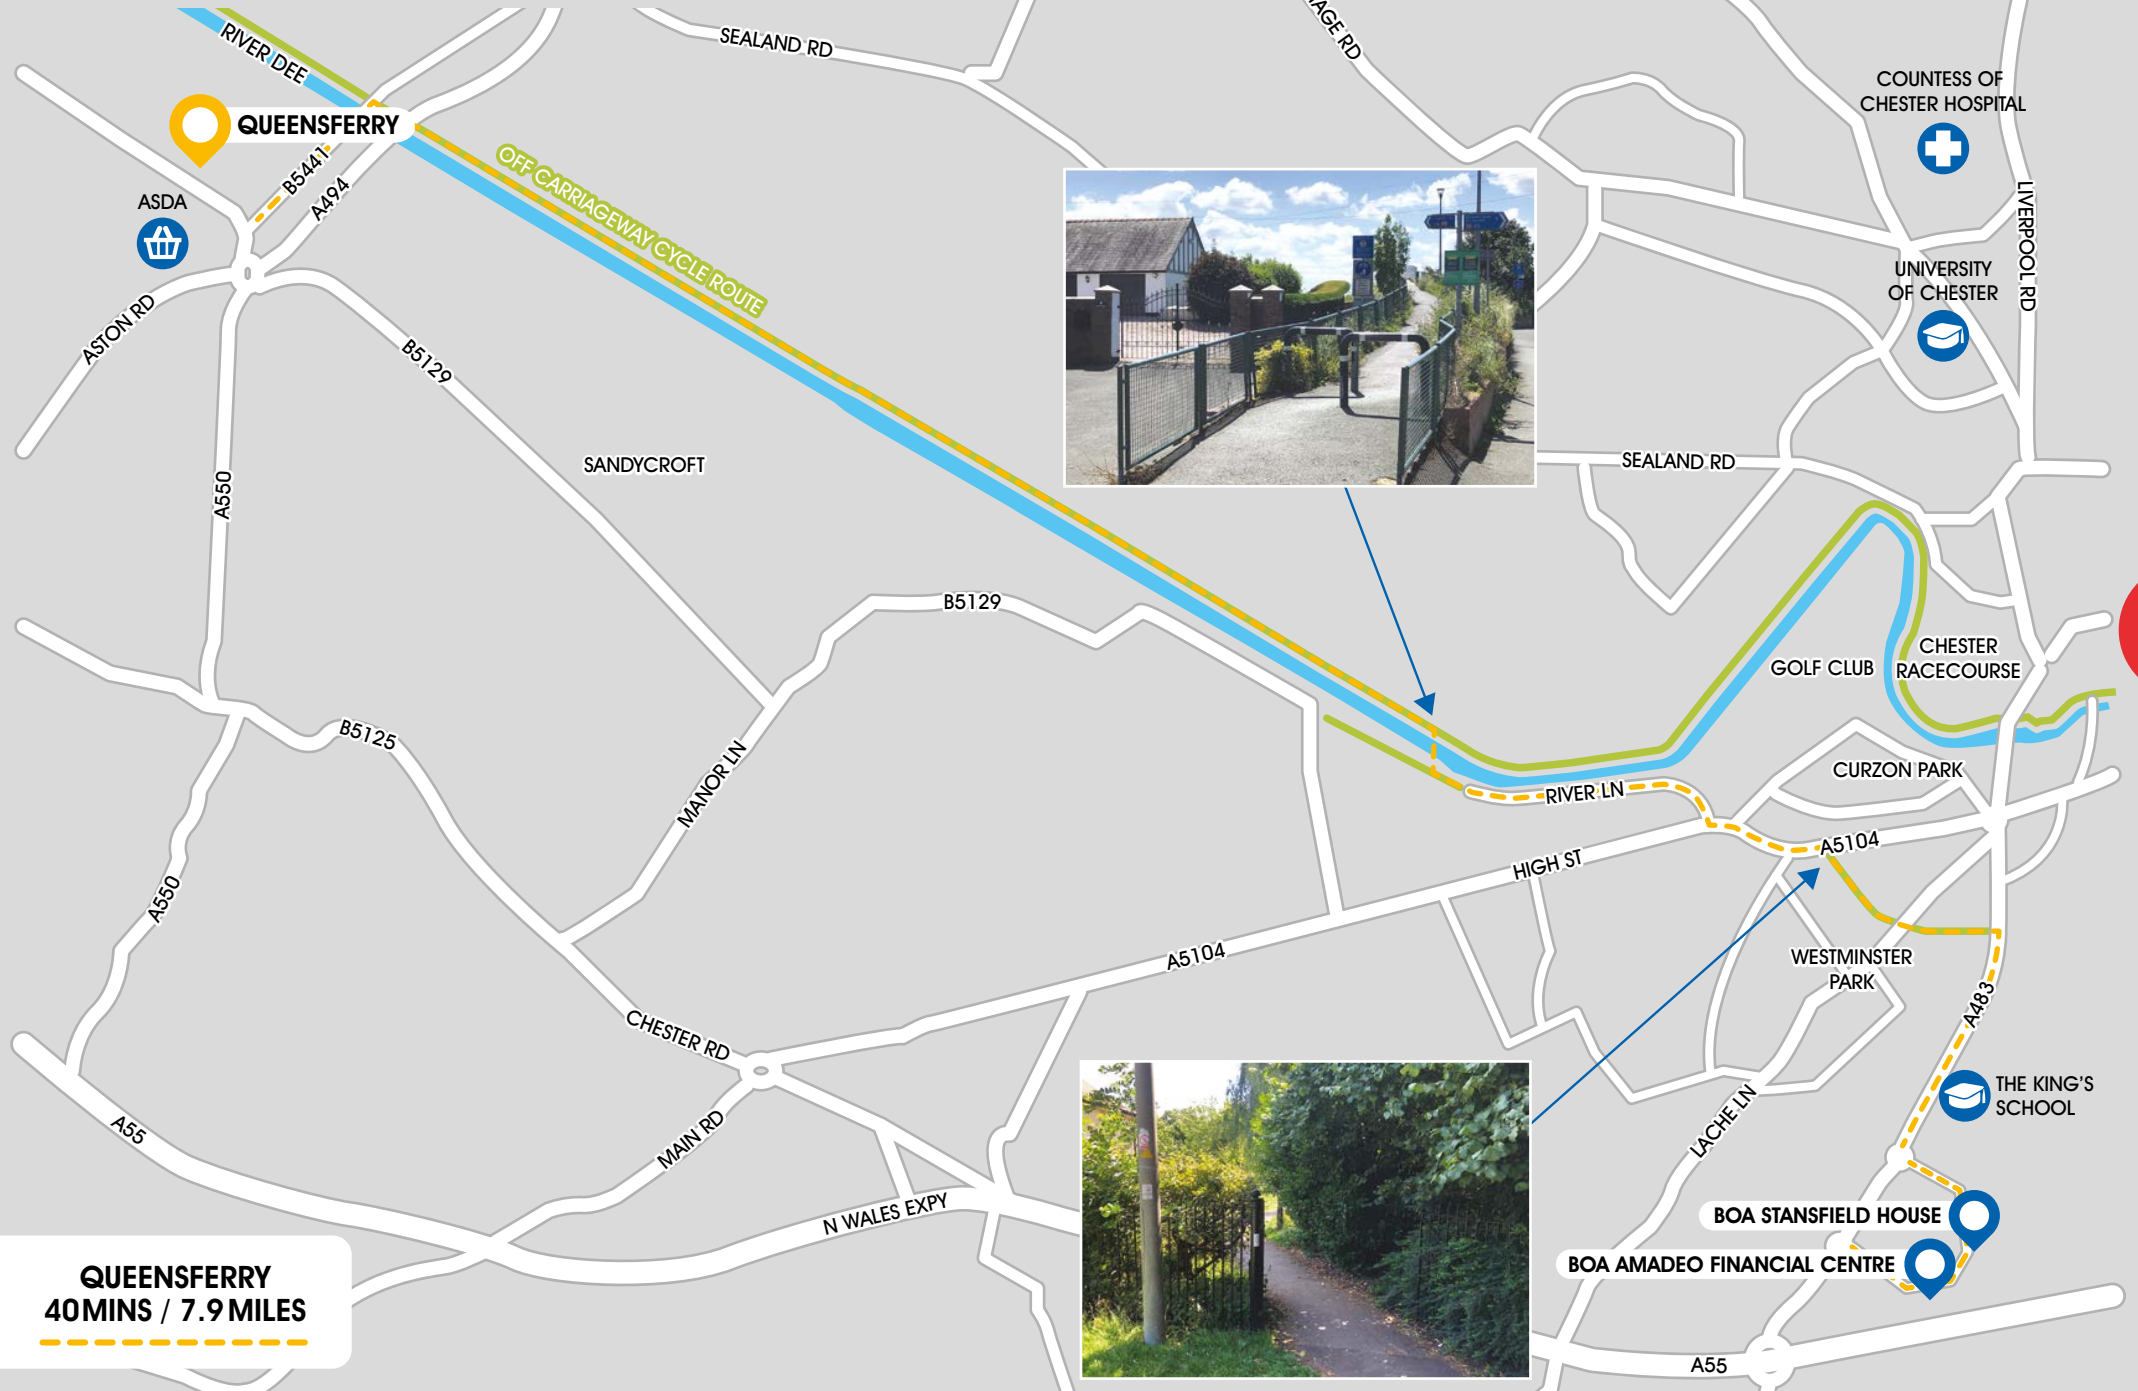 RIVER DEE
SEALAND RD
AGE RD
COUNTESS OF
CHESTER HOSPITAL
QUEENSFERRY
B5441
A494
ASDA
OFF CARRIAGEWAY CYCLE ROUTE
LIVERPOOL RD
UNIVERSITY
OF CHESTER
ASTON RD
B5129
SANDYCROFT
SEALAND RD
A550
B5129
GOLF CLUB
CHESTER
RACECOURSE
B5125
MANOR LN
RIVER LN
CURZON PARK
A5104
HIGH ST
A550
A5104
WESTMINSTER
PARK
A483
CHESTER RD
THE KING'S
SCHOOL
A55
MAIN RD
LACHE LN
N WALES EXPY
BOA STANSFIELD HOUSE
BOA AMADEO FINANCIAL CENTRE
QUEENSFERRY
40 MINS / 7.9 MILES
A55